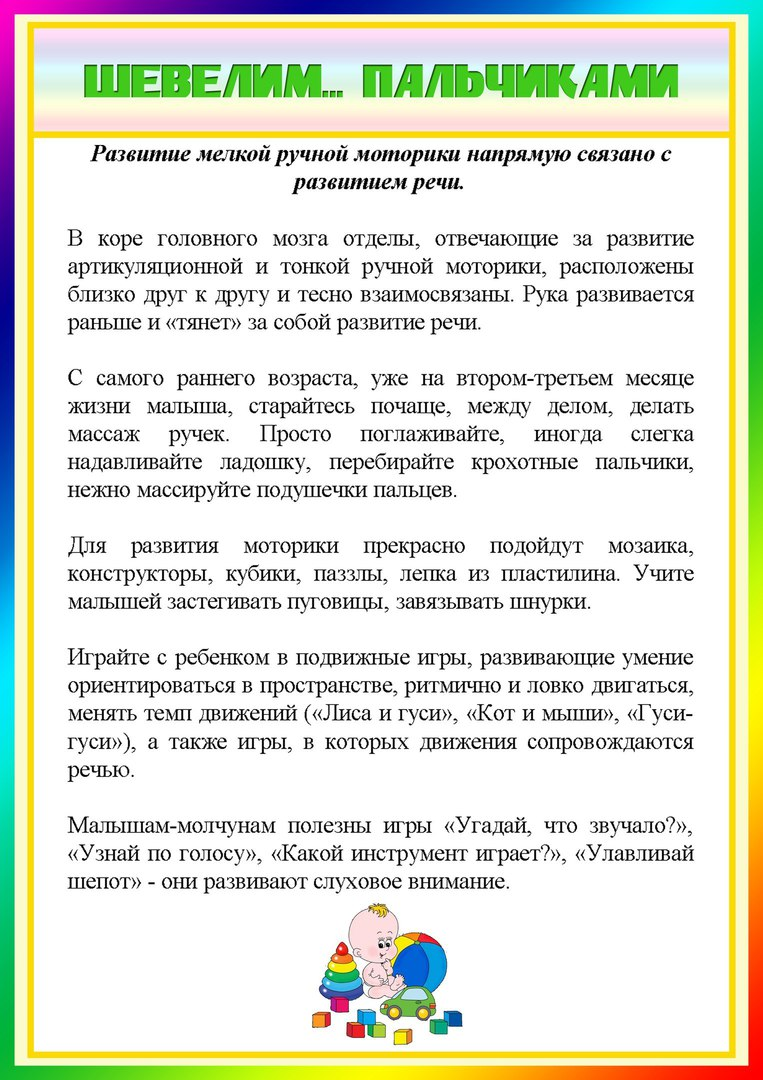 ШЕВЕЛИМ... ПАЛЬЧИКАМИ
Развитие мелкой ручной моторики напрямую связано с
развитием речи.
В коре головного мозга отделы, отвечающие за развитие
артикуляционной и тонкой ручной моторики, расположены
близко друг к другу и тесно взаимосвязаны. Рука развивается
раньше и «тянет» за собой развитие речи.
С самого раннего возраста, уже на втором-третьем месяце
жизни малыша, старайтесь почаще, между делом, делать
массаж ручек. Просто поглаживайте, иногда слегка
надавливайте ладошку, перебирайте крохотные пальчики,
нежно массируйте подушечки пальцев.
Для развития моторики прекрасно подойдут мозаика,
конструкторы, кубики, паззлы, лепка из пластилина. Учите
малышей застегивать пуговицы, завязывать шнурки.
Играйте с ребенком в подвижные игры, развивающие умение
ориентироваться в пространстве, ритмично и ловко двигаться,
менять темп движений («Лиса и гуси», «Кот и мыши», «Гуси-
гуси»), а также игры, в которых движения сопровождаются
речью.
Малышам-молчунам полезны игры «Угадай, что звучало?»,
«Узнай по голосу», «Какой инструмент играет?», «Улавливай
шепот» - они развивают слуховое внимание.